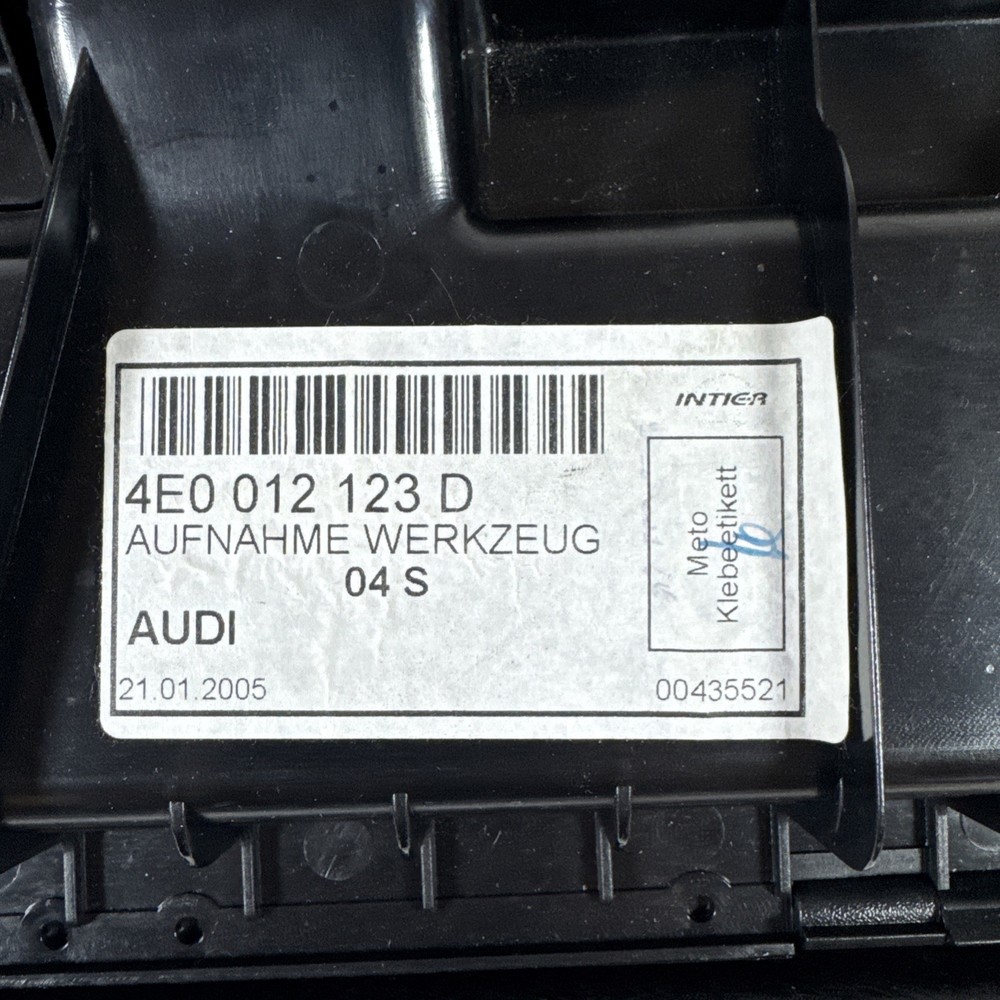 INTIER
4E0 012 123 D
AUFNAHME WERKZEUG
04 S
AUDI
21.01.2005
Meto
Klebeetikett
00435521